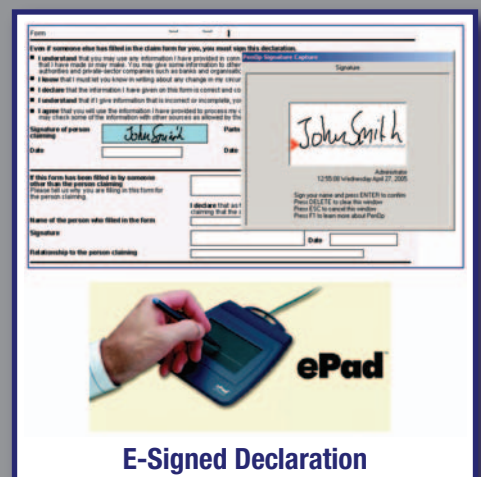 Form
Even if someone else has filled in the claim form for you, you must sign this declaration.
I understand that you may use any information I have provided in conn
that I have made or may make. You may give some information to other
authorities and private-sector companies such as banks and organisatio
I know that I must let you know in writing about any change in my circum
I declare that the information I have given on this form is correct and co
I understand that if I give information that is incorrect or incomplete, yo
I agree that you will use the information I have provided to process my c
may check some of the information with other sources as allowed by the
Signature of person
claiming
John Smith
Partn
Date
Date
If this form has been filled in by someone
other than the person claiming
Please tell us why you are filling in this form for
the person claiming.
I declare that as t
claiming that the
Name of the person who filled in the form
Signature
Date
Relationship to the person claiming
PenOp Signature Capture
Signature
John Smith
Administrator
12:55:08 Wednesday April 27, 2005
Sign your name and press ENTER to confirm
Press DELETE to clear this window
Press ESC to cancel this window
Press F1 to learn more about PenOp
ePad
E-Signed Declaration